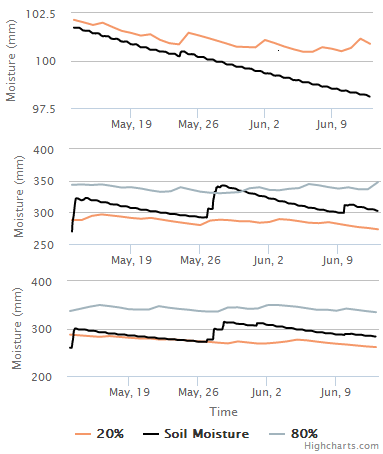 102.5
100
97.5
Moisture (mm)
May, 19 May, 26 Jun, 2 Jun, 9
400
350
300
250
Moisture (mm)
May, 19 May, 26 Jun, 2 Jun, 9
400
300
200
Moisture (mm)
May, 19 May, 26 Jun, 2 Jun, 9
Time
20% Soil Moisture 80%
Highcharts.com